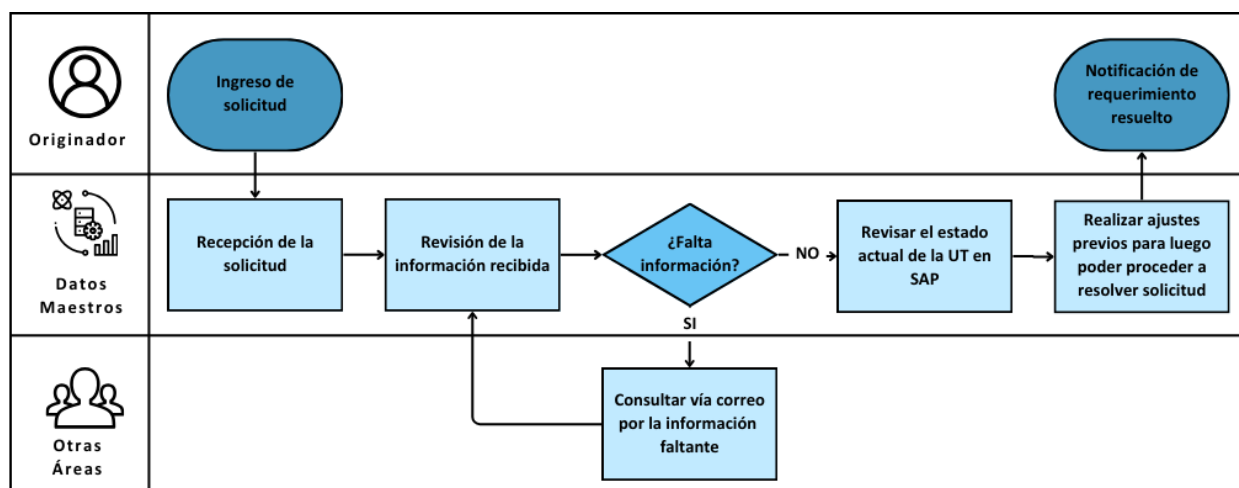 Originador
Ingreso de
solicitud
Notificación de
requerimiento
resuelto
Datos
Maestros
Recepción de la
solicitud
Revisión de la
información recibida
¿Falta
información?
NO
SI
Revisar el estado
actual de la UT en
SAP
Realizar ajustes
previos para luego
poder proceder a
resolver solicitud
Otras
Áreas
Consultar vía correo
por la información
faltante